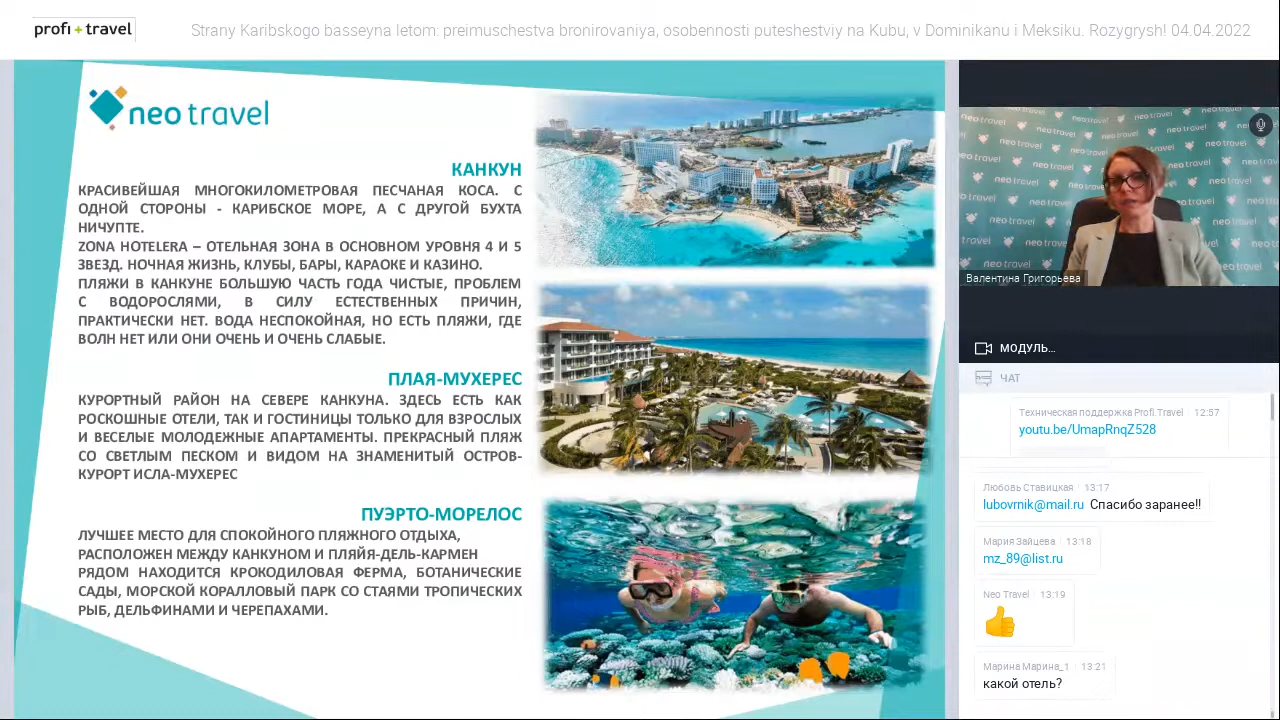 profi + travel
Strany Karibskogo basseyna letom: preimuschestva bronirovaniya, osobennosti puteshestviy na Kubu, v Dominikanu i Meksiku. Rozygrysh! 04.04.2022
neo travel
КАНКУН
КРАСИВЕЙШАЯ МНОГОКИЛОМЕТРОВАЯ ПЕСЧАНАЯ КОСА. С
ОДНОЙ СТОРОНЫ - КАРИБСКОЕ МОРЕ, А С ДРУГОЙ БУХТА
НИЧУПТЕ.
ZONA HOTELERA – ОТЕЛЬНАЯ ЗОНА В ОСНОВНОМ УРОВНЯ 4 И 5
ЗВЕЗД. НОЧНАЯ ЖИЗНЬ, КЛУБЫ, БАРЫ, КАРАОКЕ И КАЗИНО.
ПЛЯЖИ В КАНКУНЕ БОЛЬШУЮ ЧАСТЬ ГОДА ЧИСТЫЕ, ПРОБЛЕМ
С ВОДОРОСЛЯМИ, В СИЛУ ЕСТЕСТВЕННЫХ ПРИЧИН,
ПРАКТИЧЕСКИ НЕТ. ВОДА НЕСПОКОЙНАЯ, НО ЕСТЬ ПЛЯЖИ, ГДЕ
ВОЛН НЕТ ИЛИ ОНИ ОЧЕНЬ И ОЧЕНЬ СЛАБЫЕ.
ПЛАЯ-МУХЕРЕС
КУРОРТНЫЙ РАЙОН НА СЕВЕРЕ КАНКУНА. ЗДЕСЬ ЕСТЬ КАК
РОСКОШНЫЕ ОТЕЛИ, ТАК И ГОСТИНИЦЫ ТОЛЬКО ДЛЯ ВЗРОСЛЫХ
И ВЕСЕЛЫЕ МОЛОДЕЖНЫЕ АПАРТАМЕНТЫ. ПРЕКРАСНЫЙ ПЛЯЖ
СО СВЕТЛЫМ ПЕСКОМ И ВИДОМ НА ЗНАМЕНИТЫЙ ОСТРОВ-
КУРОРТ ИСЛА-МУХЕРЕС
ПУЭРТО-МОРЕЛОС
ЛУЧШЕЕ МЕСТО ДЛЯ СПОКОЙНОГО ПЛЯЖНОГО ОТДЫХА,
РАСПОЛОЖЕН МЕЖДУ КАНКУНОМ И ПЛЯЙЯ-ДЕЛЬ-КАРМЕН
РЯДОМ НАХОДИТСЯ КРОКОДИЛОВАЯ ФЕРМА, БОТАНИЧЕСКИЕ
САДЫ, МОРСКОЙ КОРАЛЛОВЫЙ ПАРК СО СТАЯМИ ТРОПИЧЕСКИХ
РЫБ, ДЕЛЬФИНАМИ И ЧЕРЕПАХАМИ.
Валентина Григорьева
МОДУЛЬ...
ЧАТ
Техническая поддержка Profi.Travel 12:57
youtu.be/UmapRnqZ528
Любовь Ставицкая 13:17
lubovrnik@mail.ru Спасибо заранее!!
Мария Зайцева 13:18
mz_89@list.ru
Neo Travel 13:19
Марина Марина_1 13:21
какой отель?